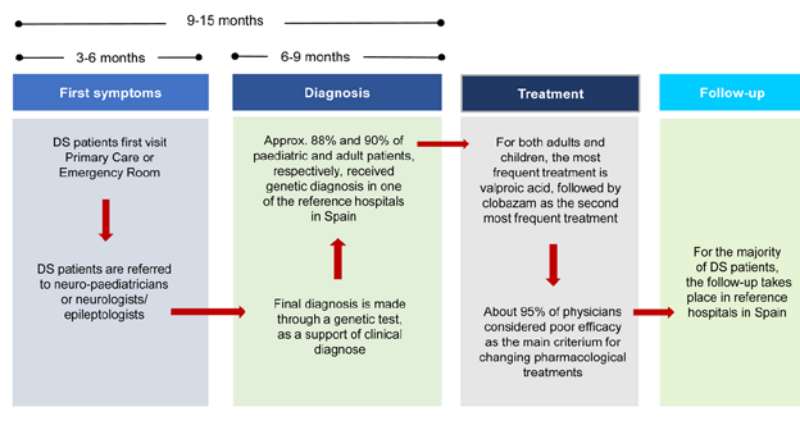 9-15 months
3-6 months
6-9 months
First symptoms
DS patients first visit
Primary Care or
Emergency Room
DS patients are referred
to neuro-paediatricians
or neurologists/
epileptologists
Diagnosis
Approx. 88% and 90% of
paediatric and adult patients,
respectively, received
genetic diagnosis in one
of the reference hospitals
in Spain
Final diagnosis is made
through a genetic test,
as a support of clinical
diagnose
Treatment
For both adults and
children, the most
frequent treatment is
valproic acid, followed by
clobazam as the second
most frequent treatment
About 95% of physicians
considered poor efficacy
as the main criterium for
changing pharmacological
treatments
Follow-up
For the majority
of DS patients,
the follow-up takes
place in reference
hospitals in Spain